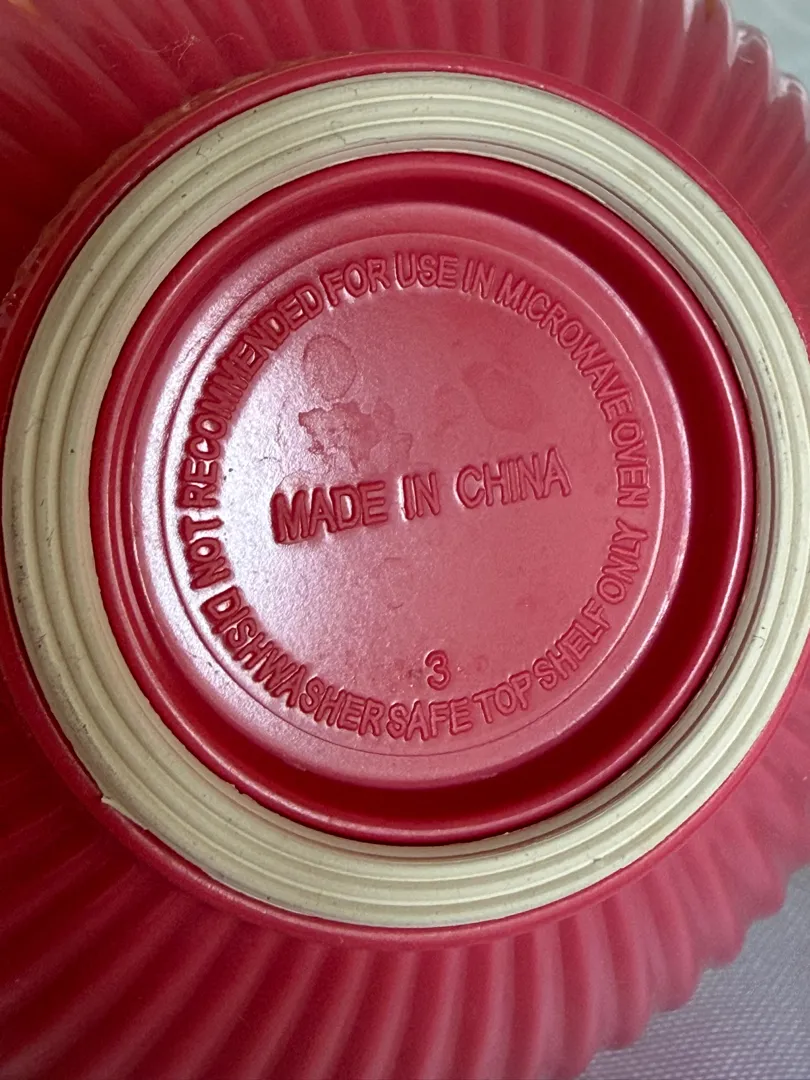 NOT RECOMMENDED FOR USE IN MICROWAVE OVEN
MADE IN CHINA
3
DISHWASHER SAFE TOP SHELF ONLY